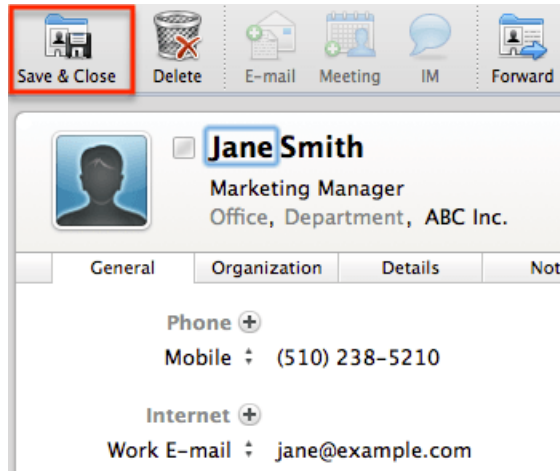 Save & Close Delete E-mail Meeting IM Forward
Jane Smith
Marketing Manager
Office, Department, ABC Inc.
General Organization Details Not
Phone
Mobile (510) 238-5210
Internet
Work E-mail jane@example.com